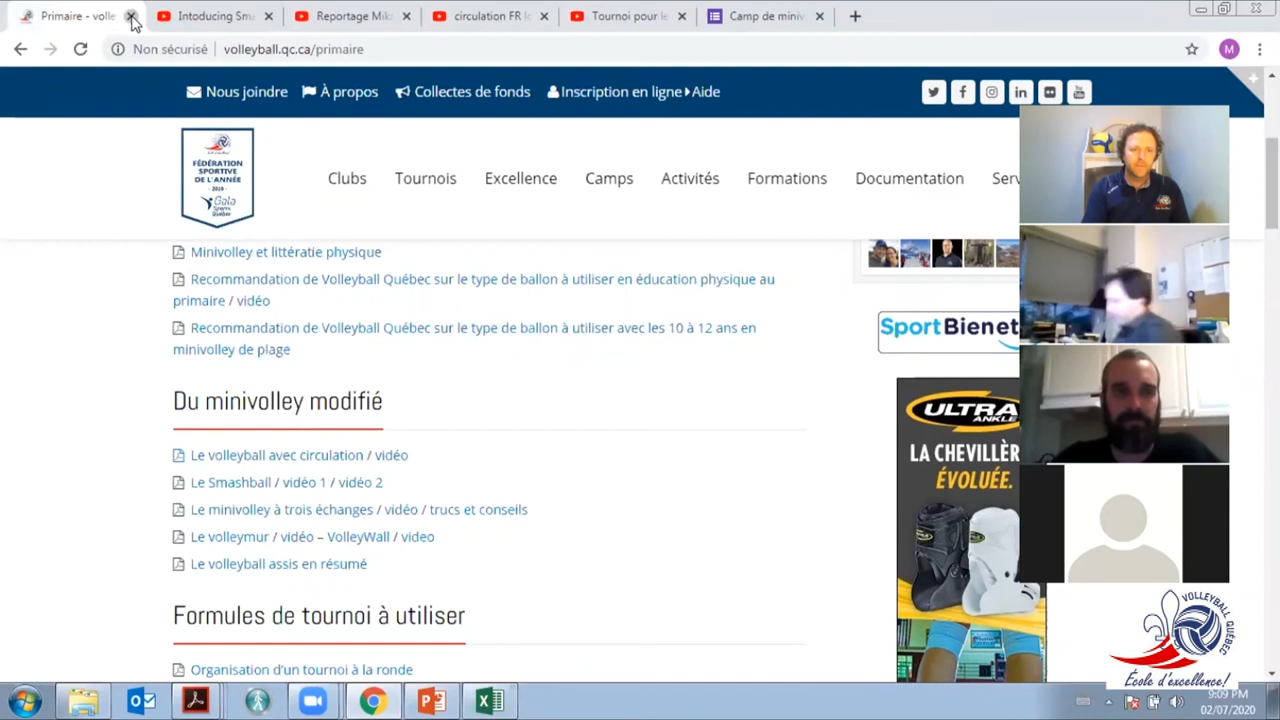 Primaire - volle
Intoducing Sma
Reportage Mik
circulation FR
Tournoi pour le
Camp de miniv
Non sécurisé
volleyball.qc.ca/primaire
M
Nous joindre
À propos
Collectes de fonds
Inscription en ligne
Aide
FÉDÉRATION
SPORTIVE
DE L'ANNÉE
Gala
Sports
Québec
Clubs
Tournois
Excellence
Camps
Activités
Formations
Documentation
Serv
Minivolley et littératie physique
Recommandation de Volleyball Québec sur le type de ballon à utiliser en éducation physique au
primaire / vidéo
Recommandation de Volleyball Québec sur le type de ballon à utiliser avec les 10 à 12 ans en
minivolley de plage
SportBienet
Du minivolley modifié
ULTRA
ANKLE
LA CHEVILLÈR
ÉVOLUÉE.
Le volleyball avec circulation / vidéo
Le Smashball / vidéo 1 / vidéo 2
Le minivolley à trois échanges / vidéo / trucs et conseils
Le volleymur / vidéo – VolleyWall / video
Le volleyball assis en résumé
Formules de tournoi à utiliser
Organisation d'un tournoi à la ronde
VOLLEYBALL QUÉBEC
École d'excellence!
9:09 PM
02/07/2020